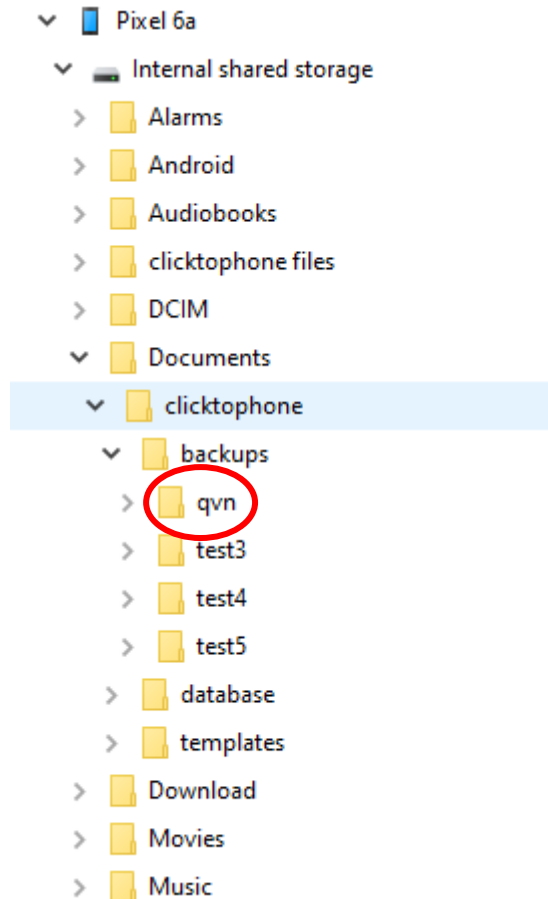 Pixel 6a
Internal shared storage
Alarms
Android
Audiobooks
clicktophone files
DCIM
Documents
clicktophone
backups
qvn
test3
test4
test5
database
templates
Download
Movies
Music